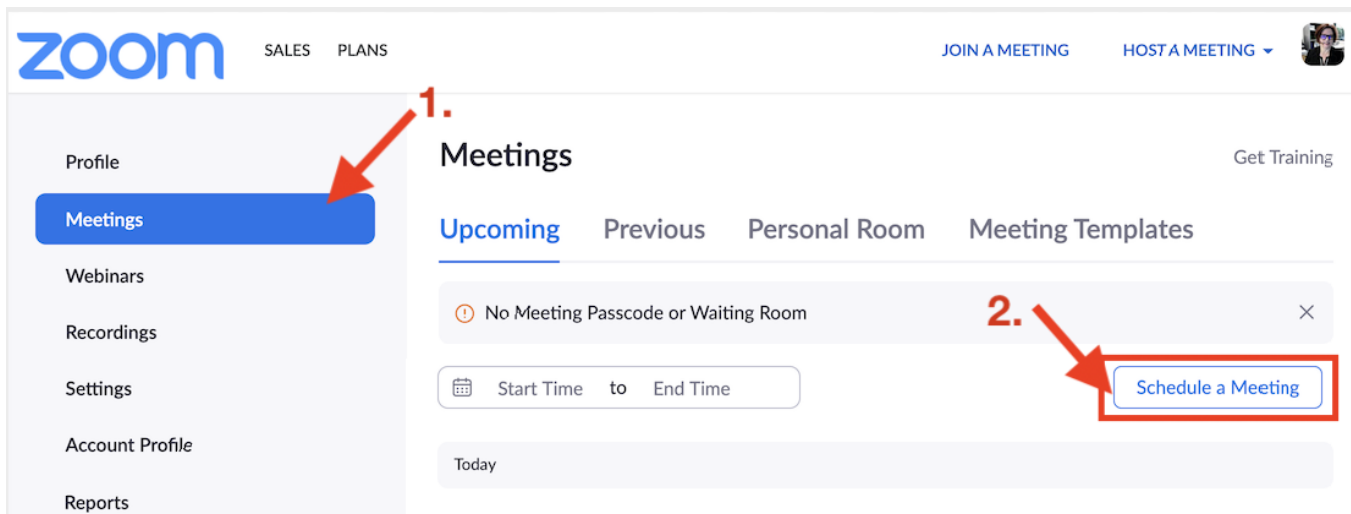 zoom SALES PLANS JOIN A MEETING HOST A MEETING
1.
Profile
Meetings
Webinars
Recordings
Settings
Account Profile
Reports
Meetings Get Training
Upcoming Previous Personal Room Meeting Templates
No Meeting Passcode or Waiting Room
2.
Start Time to End Time Schedule a Meeting
Today